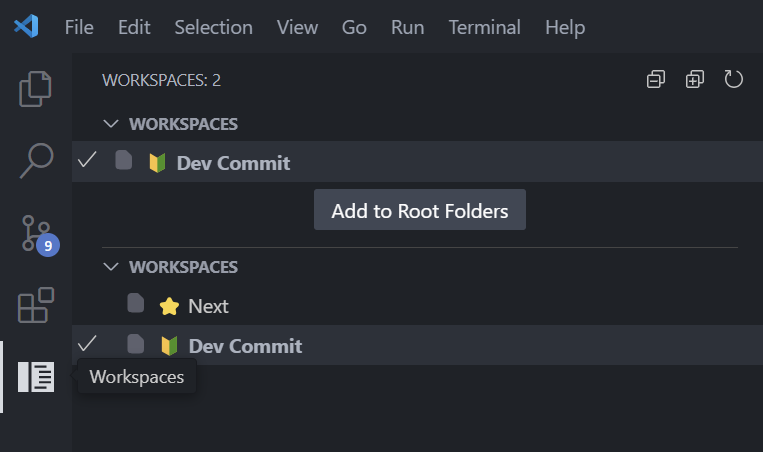 File Edit Selection View Go Run Terminal Help
WORKSPACES: 2
WORKSPACES
Dev Commit
Add to Root Folders
9
WORKSPACES
Next
Dev Commit
Workspaces